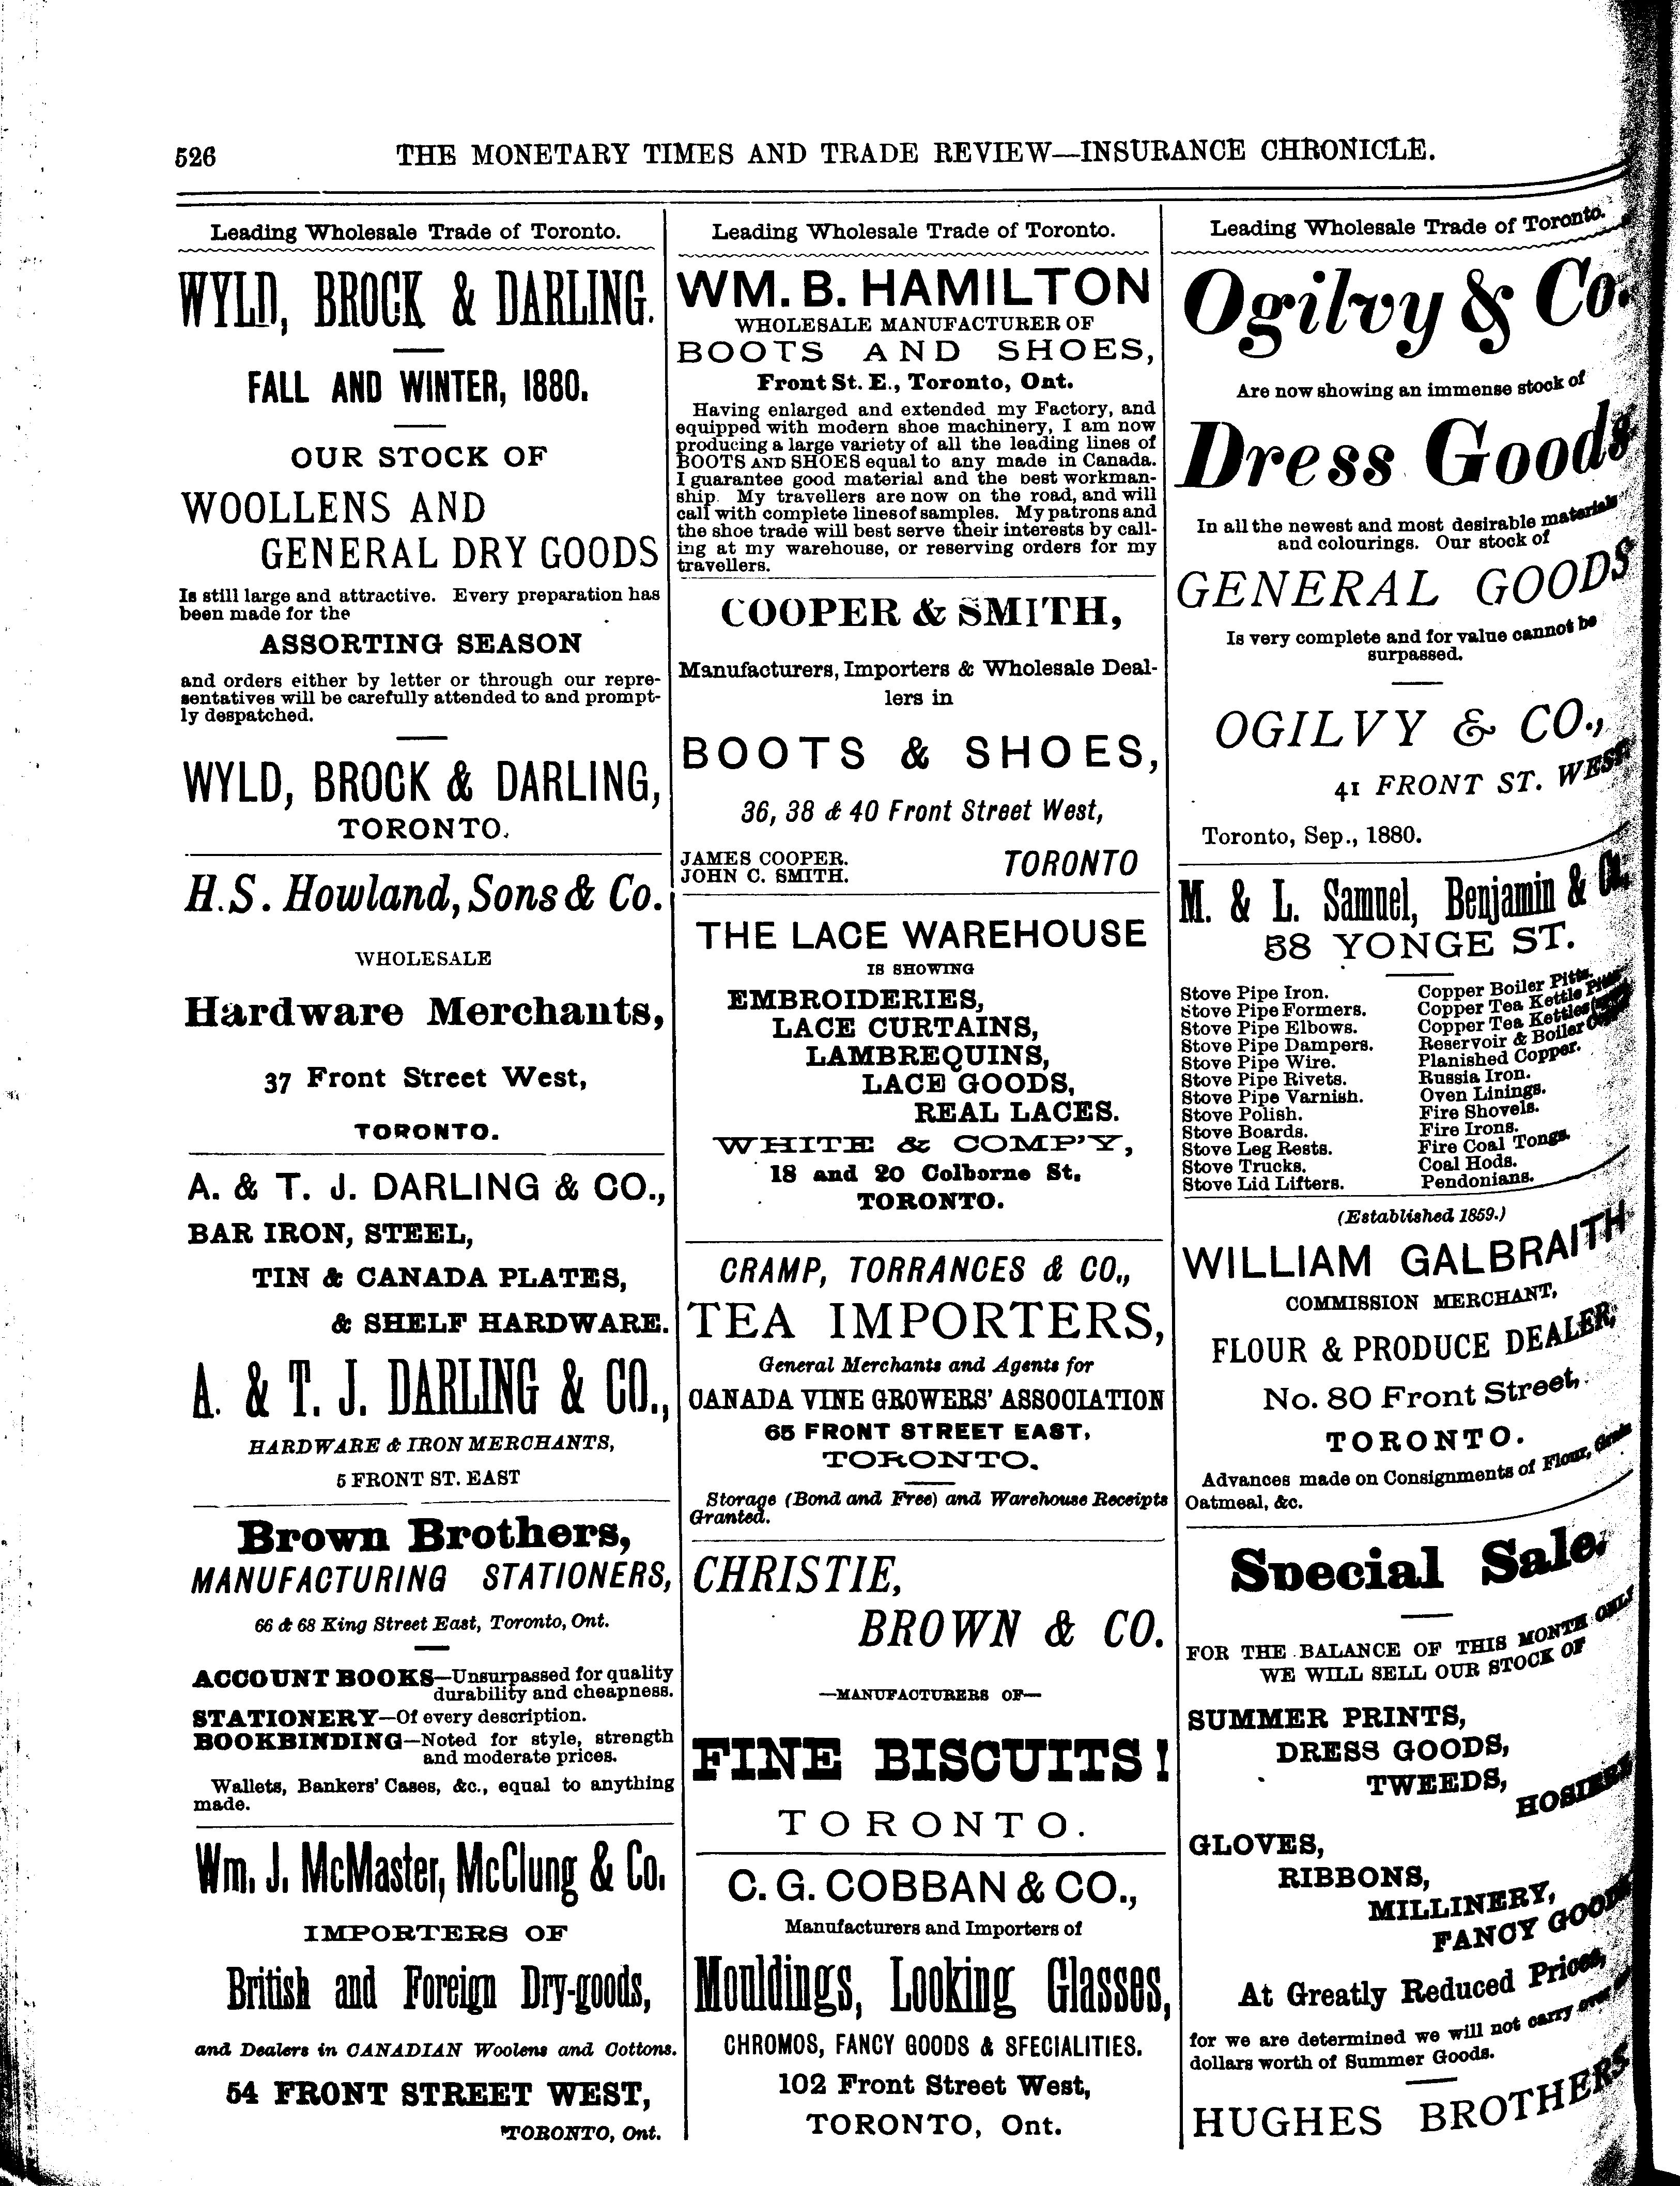 526
THE MONETARY TIMES AND TRADE REVIEW—INSURANCE CHRONICLE.
Leading Wholesale Trade of Toronto.
WYLD, BROCK & DARLING.
FALL AND WINTER, 1880.
OUR STOCK OF
WOOLLENS AND
GENERAL DRY GOODS
Is still large and attractive. Every preparation has
been made for the
ASSORTING SEASON
and orders either by letter or through our repre-
sentatives will be carefully attended to and prompt-
ly despatched.
WYLD, BROCK & DARLING,
TORONTO.
H.S. Howland, Sons & Co.
WHOLESALE
Hardware Merchants,
37 Front Street West,
TORONTO.
A. & T. J. DARLING & CO.,
BAR IRON, STEEL,
TIN & CANADA PLATES,
& SHELF HARDWARE.
A. & T. J. DARLING & CO.,
HARDWARE & IRON MERCHANTS,
5 FRONT ST. EAST
Brown Brothers,
MANUFACTURING STATIONERS,
66 & 68 King Street East, Toronto, Ont.
ACCOUNT BOOKS—Unsurpassed for quality
durability and cheapness.
STATIONERY—Of every description.
BOOKBINDING—Noted for style, strength
and moderate prices.
Wallets, Bankers' Cases, &c., equal to anything
made.
Wm. J. McMaster, McClung & Co.
IMPORTERS OF
British and Foreign Dry-goods,
and Dealers in CANADIAN Woolens and Cottons.
54 FRONT STREET WEST,
TORONTO, Ont.
Leading Wholesale Trade of Toronto.
WM. B. HAMILTON
WHOLESALE MANUFACTURER OF
BOOTS AND SHOES,
Front St. E., Toronto, Ont.
Having enlarged and extended my Factory, and
equipped with modern shoe machinery, I am now
producing a large variety of all the leading lines of
BOOTS AND SHOES equal to any made in Canada.
I guarantee good material and the best workman-
ship. My travellers are now on the road, and will
call with complete lines of samples. My patrons and
the shoe trade will best serve their interests by call-
ing at my warehouse, or reserving orders for my
travellers.
COOPER & SMITH,
Manufacturers, Importers & Wholesale Deal-
lers in
BOOTS & SHOES,
36, 38 & 40 Front Street West,
JAMES COOPER.
JOHN C. SMITH.
TORONTO
THE LACE WAREHOUSE
IS SHOWING
EMBROIDERIES,
LACE CURTAINS,
LAMBREQUINS,
LACE GOODS,
REAL LACES.
WHITE & COMP'Y,
18 and 20 Colborne St,
TORONTO.
CRAMP, TORRANCES & CO.,
TEA IMPORTERS,
General Merchants and Agents for
CANADA VINE GROWERS' ASSOCIATION
65 FRONT STREET EAST,
TORONTO.
Storage (Bond and Free) and Warehouse Receipts
Granted.
CHRISTIE,
BROWN & CO.
—MANUFACTURERS OF—
FINE BISCUITS!
TORONTO.
C. G. COBBAN & CO.,
Manufacturers and Importers of
Mouldings, Looking Glasses,
CHROMOS, FANCY GOODS & SPECIALITIES.
102 Front Street West,
TORONTO, Ont.
Leading Wholesale Trade of Toronto.
Ogilvy & Co.
Are now showing an immense stock of
Dress Goods
In all the newest and most desirable materials
and colourings. Our stock of
GENERAL GOODS
Is very complete and for value cannot be
surpassed.
OGILVY & CO.,
41 FRONT ST. WEST
Toronto, Sep., 1880.
M. & L. Samuel, Benjamin & Co.
58 YONGE ST.
Stove Pipe Iron.
Stove Pipe Formers.
Stove Pipe Elbows.
Stove Pipe Dampers.
Stove Pipe Wire.
Stove Pipe Rivets.
Stove Pipe Varnish.
Stove Polish.
Stove Boards.
Stove Leg Rests.
Stove Trucks.
Stove Lid Lifters.
Copper Boiler Pitts.
Copper Tea Kettle
Copper Tea Kettles
Reservoir & Boiler
Planished Copper.
Russia Iron.
Oven Linings.
Fire Shovels.
Fire Irons.
Fire Coal Tongs.
Coal Hods.
Pendonians.
(Established 1859.)
WILLIAM GALBRAITH
COMMISSION MERCHANT,
FLOUR & PRODUCE DEALER,
No. 80 Front Street,
TORONTO.
Advances made on Consignments of Flour, Grain
Oatmeal, &c.
Special Sale.
FOR THE BALANCE OF THIS MONTH ONLY
WE WILL SELL OUR STOCK OF
SUMMER PRINTS,
DRESS GOODS,
TWEEDS,
HOSIERY
GLOVES,
RIBBONS,
MILLINERY,
FANCY GOODS
At Greatly Reduced Prices,
for we are determined we will not carry over
dollars worth of Summer Goods.
HUGHES BROTHERS